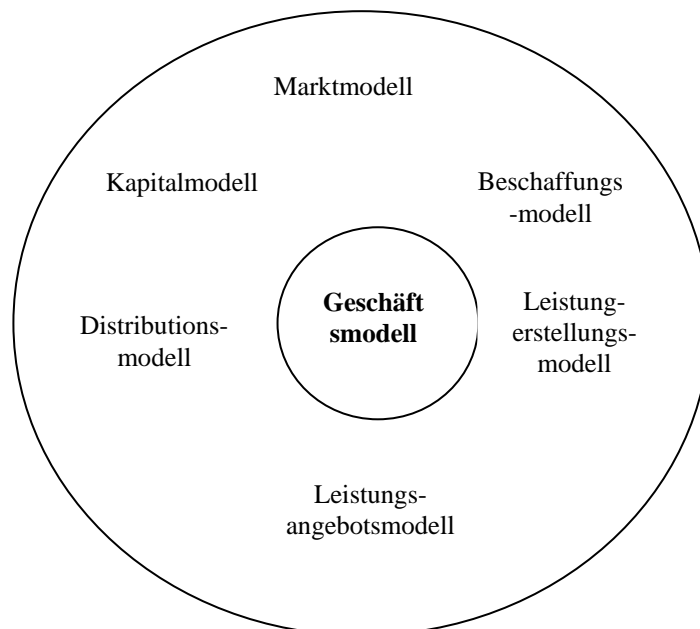 Marktmodell
Kapitalmodell
Beschaffungs
-modell
Geschäft
smodell
Distributions-
modell
Leistung-
erstellungs-
modell
Leistungs-
angebotsmodell